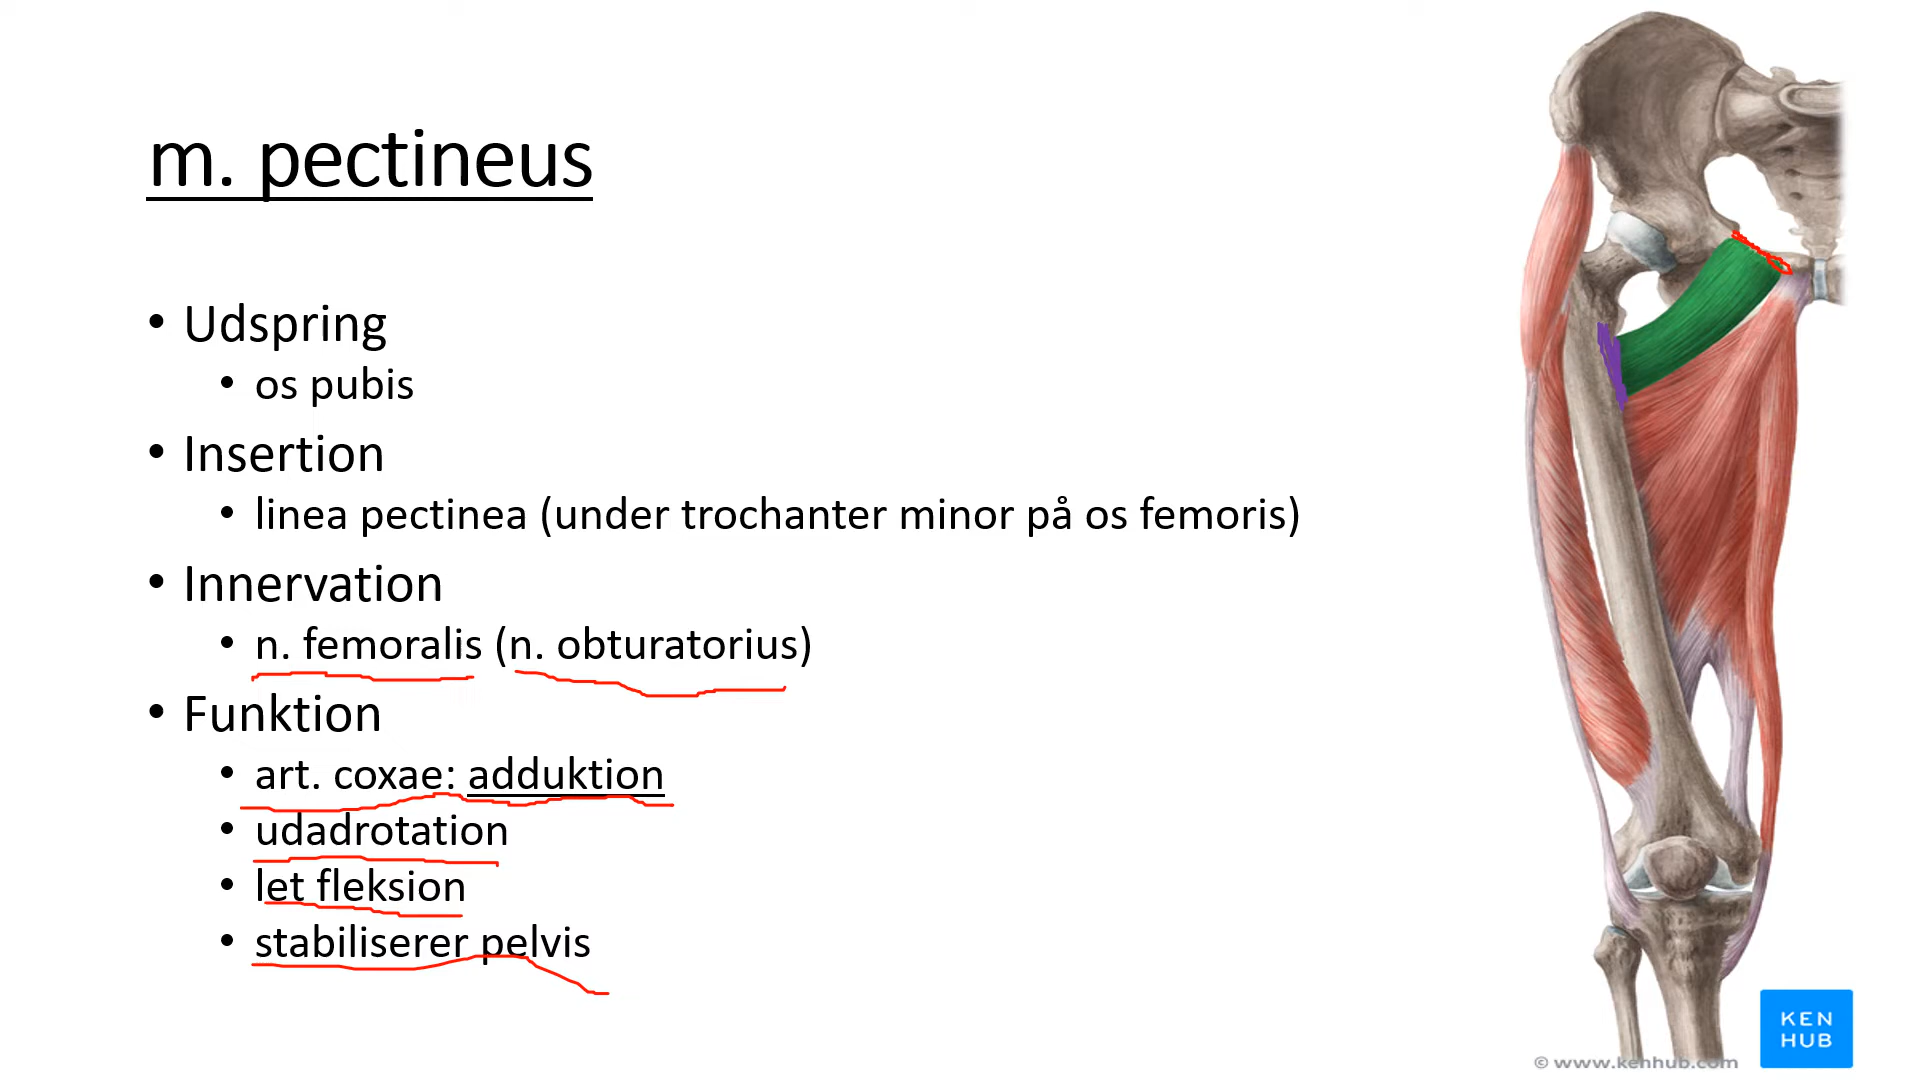 m. pectineus
• Udspring
• os pubis
• Insertion
• linea pectinea (under trochanter minor på os femoris)
• Innervation
• n. femoralis (n. obturatorius)
• Funktion
• art. coxae: adduktion
• udadrotation
• let fleksion
• stabiliserer pelvis
KEN
HUB
© www.kenhub.com